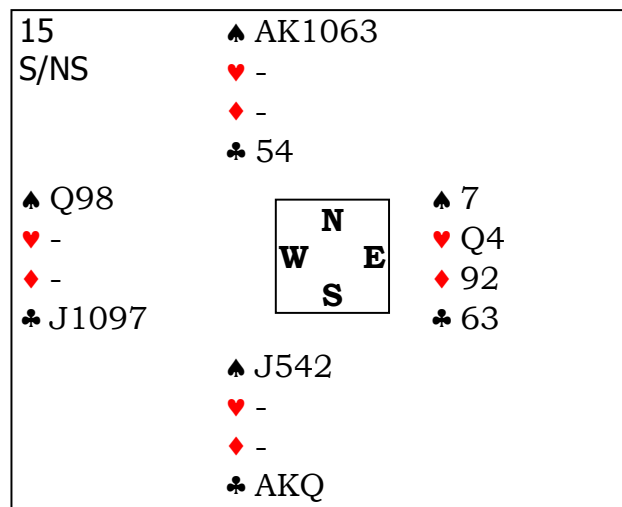 15
S/NS
♠ AK1063
♥ -
♦ -
♣ 54
♠ Q98
♥ -
♦ -
♣ J1097
N
W E
S
♠ 7
♥ Q4
♦ 92
♣ 63
♠ J542
♥ -
♦ -
♣ AKQ